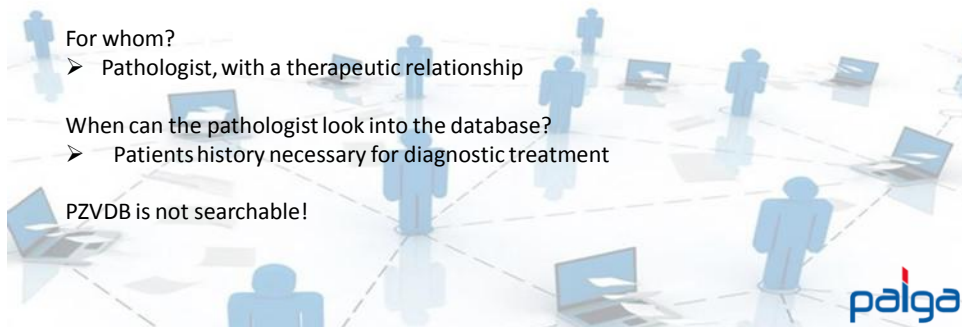 For whom?
➢ Pathologist, with a therapeutic relationship
When can the pathologist look into the database?
➢ Patients history necessary for diagnostic treatment
PZVDB is not searchable!
palga